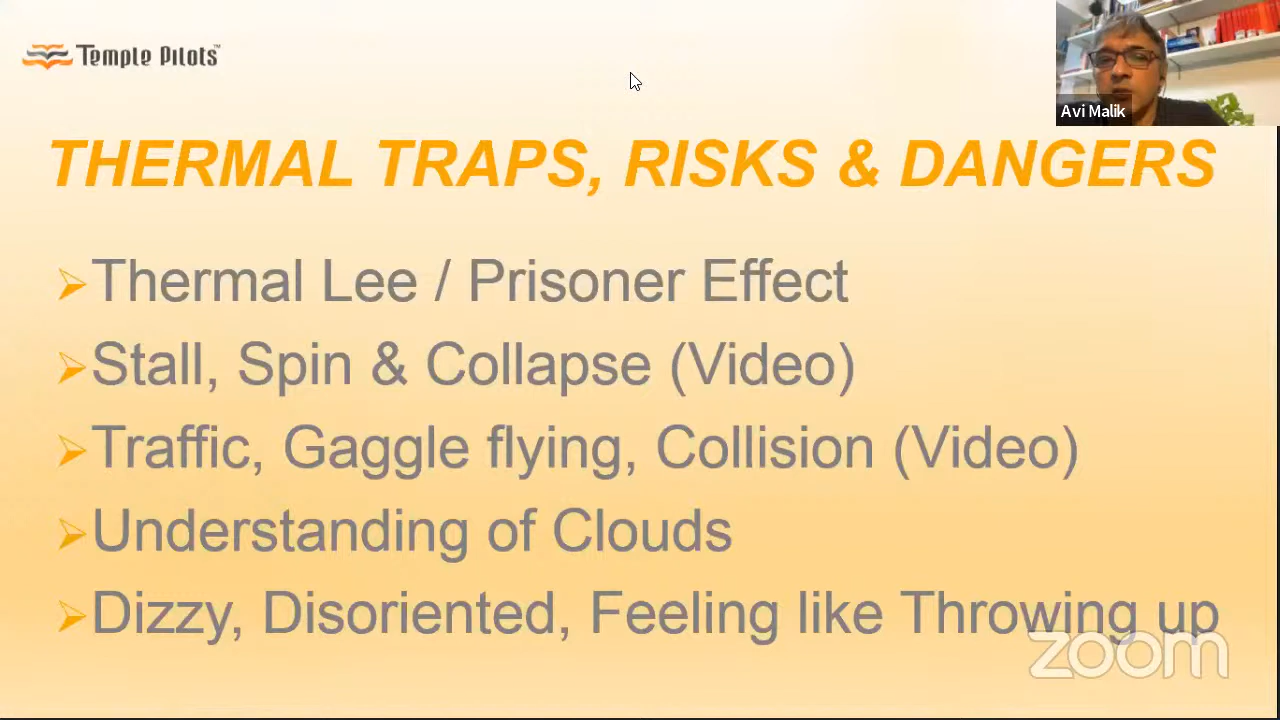 Temple Pilots™
Avi Malik
THERMAL TRAPS, RISKS & DANGERS
➢Thermal Lee / Prisoner Effect
➢Stall, Spin & Collapse (Video)
➢Traffic, Gaggle flying, Collision (Video)
➢Understanding of Clouds
➢Dizzy, Disoriented, Feeling like Throwing up
zoom